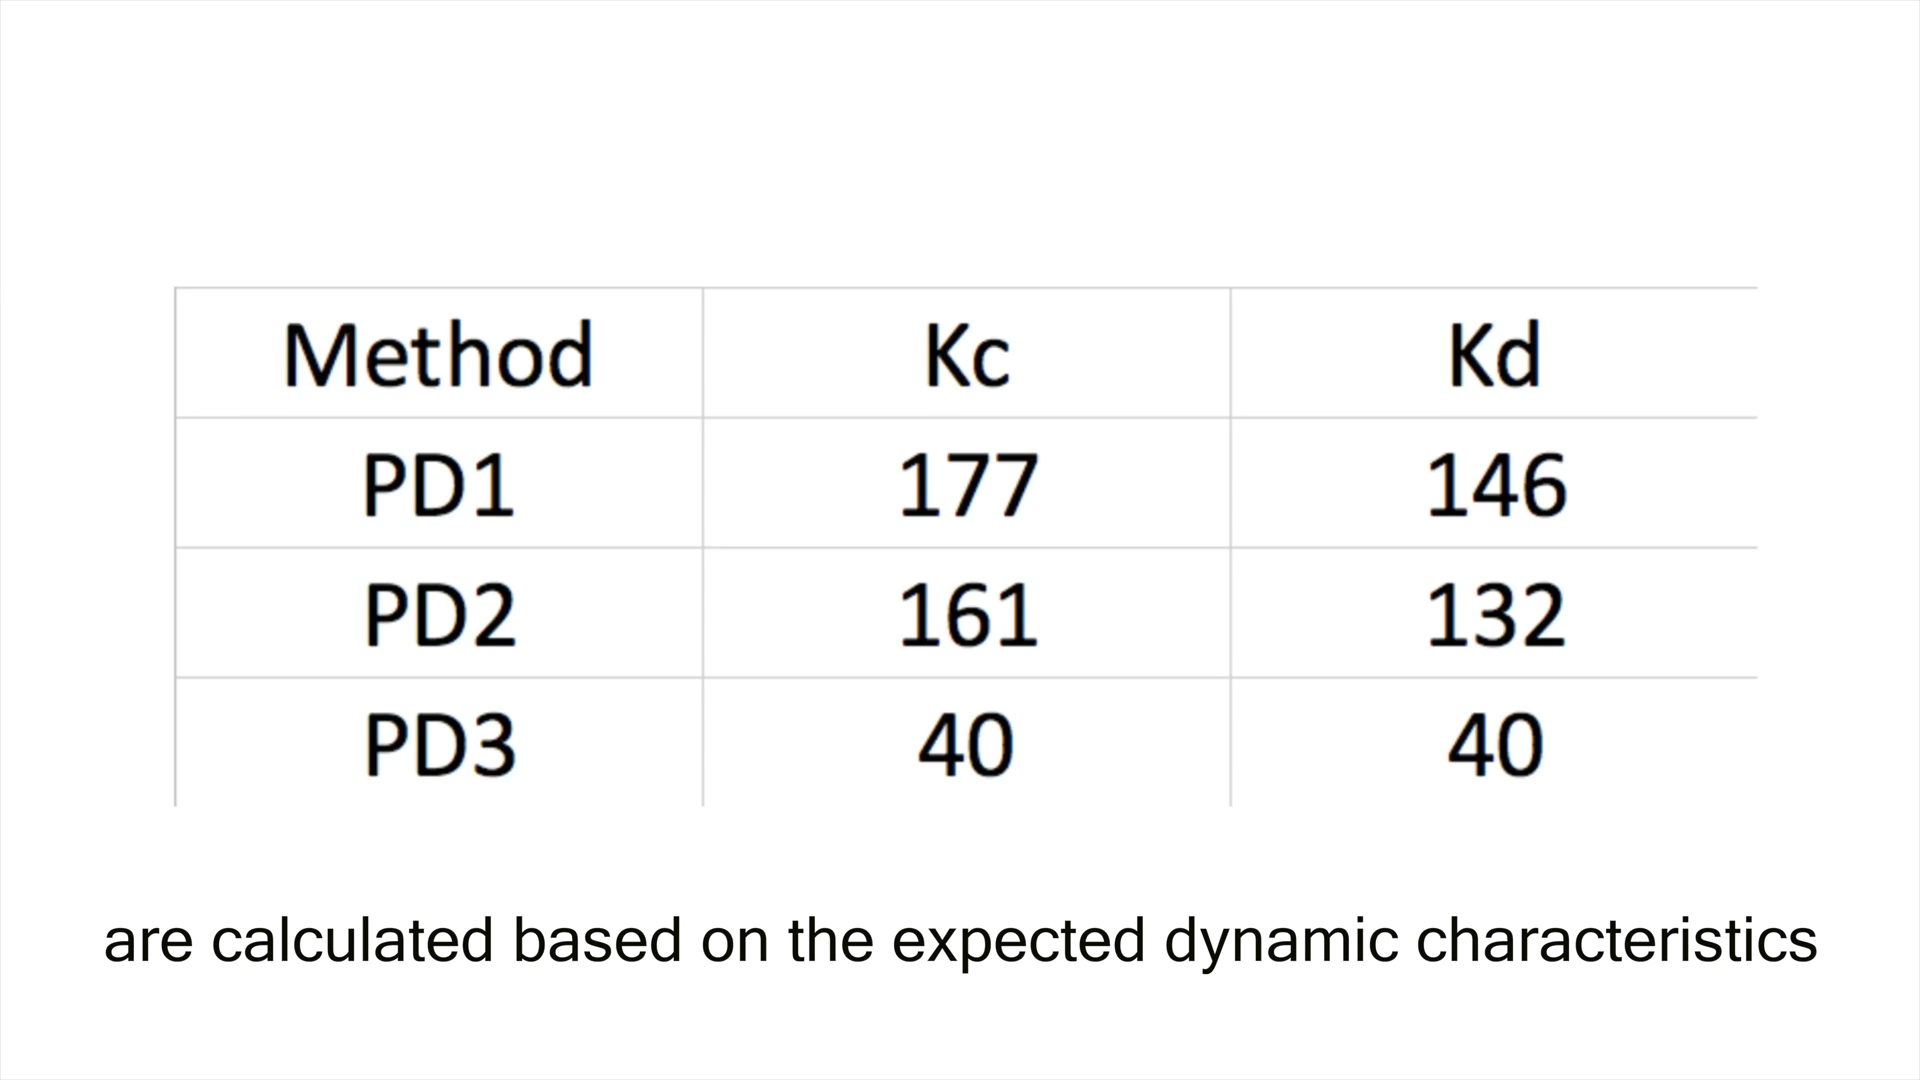 Method Kc Kd
PD1 177 146
PD2 161 132
PD3 40 40
are calculated based on the expected dynamic characteristics